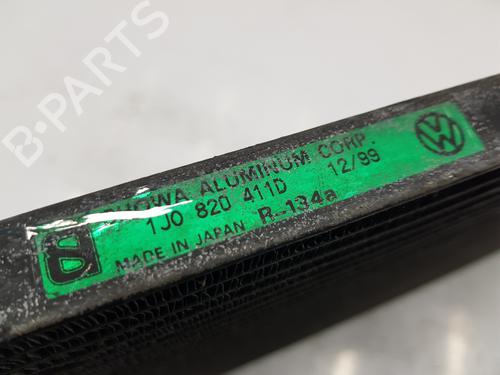 SHOWA ALUMINUM CORP.
1J0 820 411D 12/99
MADE IN JAPAN R-134a
B-PARTS